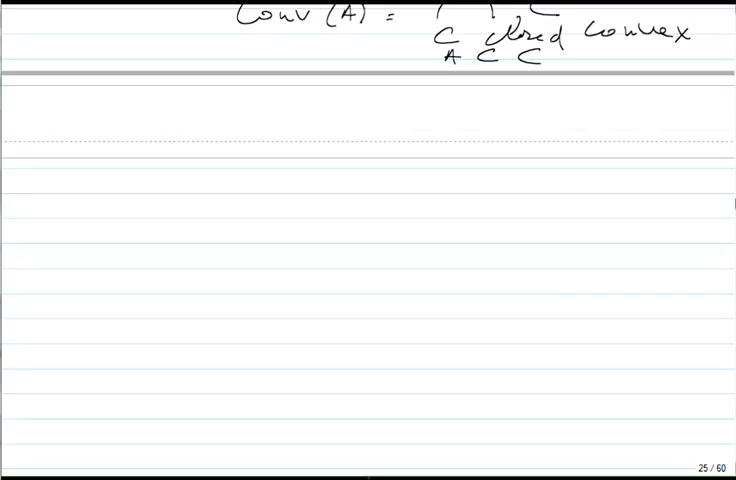 Conv (A) = ∩ C
C closed convex
A ⊂ C
25 / 60